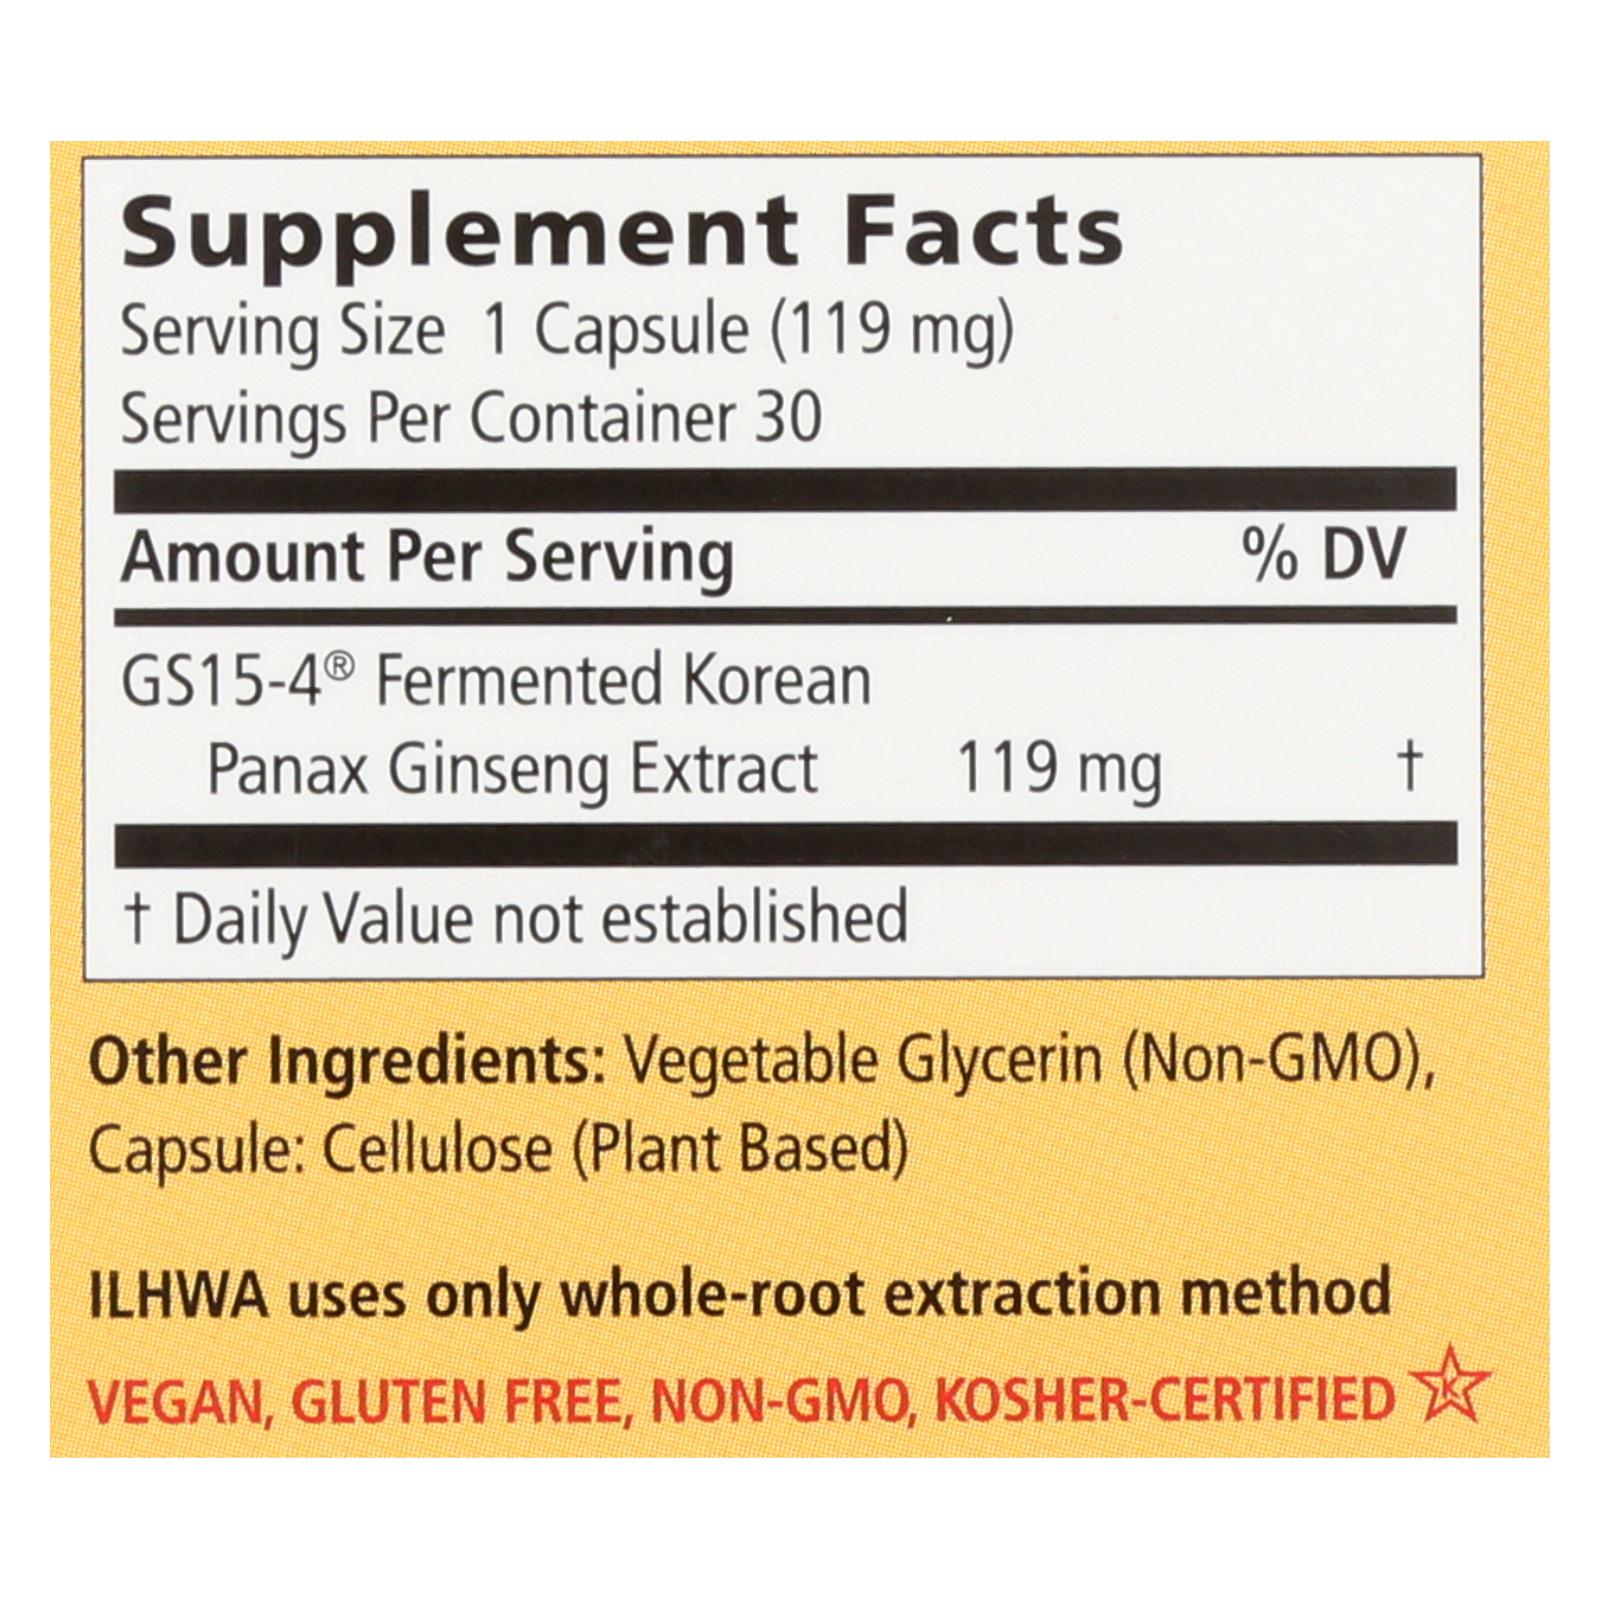 Supplement Facts
Serving Size 1 Capsule (119 mg)
Servings Per Container 30
Amount Per Serving % DV
GS15-4® Fermented Korean
Panax Ginseng Extract 119 mg †
† Daily Value not established
Other Ingredients: Vegetable Glycerin (Non-GMO),
Capsule: Cellulose (Plant Based)
ILHWA uses only whole-root extraction method
VEGAN, GLUTEN FREE, NON-GMO, KOSHER-CERTIFIED K